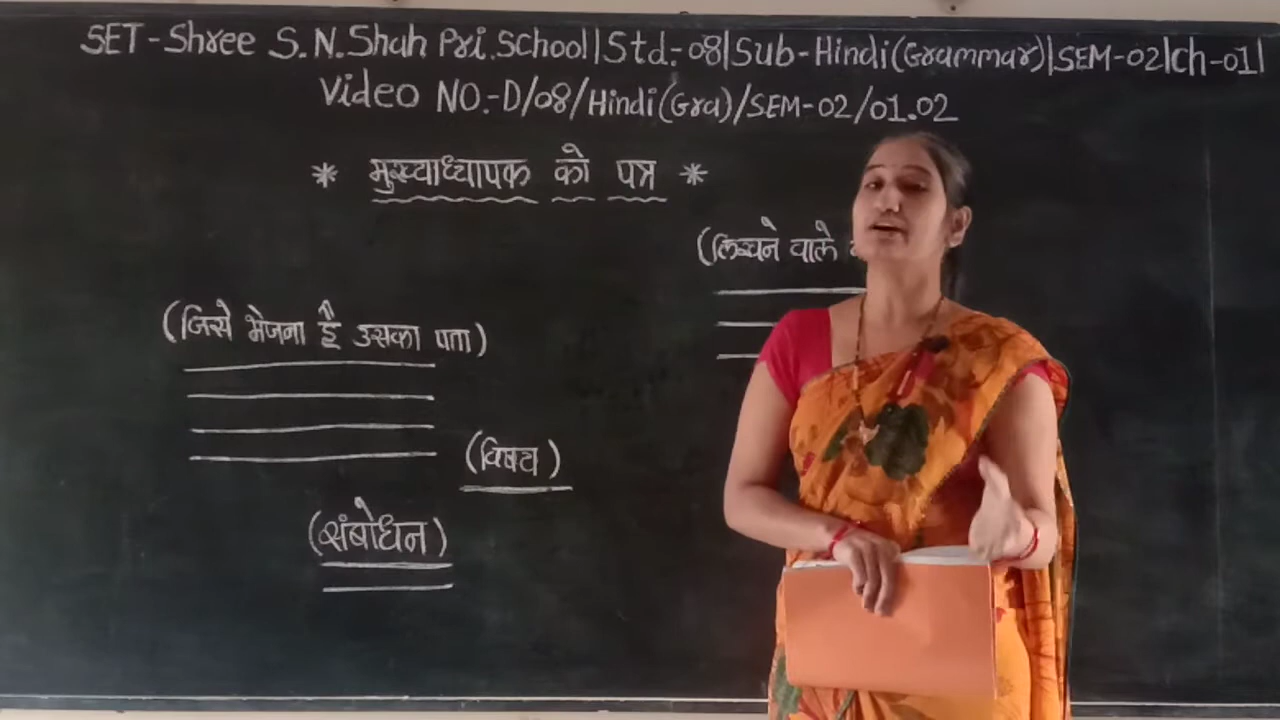 SET-Shree S.N.Shah Pri.School|Std.-08|Sub-Hindi(Grammar)|SEM-02|Ch-01|
Video NO.-D/08/Hindi(Gra)/SEM-02/01.02
* मुख्याध्यापक को पत्र *
(लिखने वाले
(जिसे भेजना है उसका पता)
(विषय)
(संबोधन)